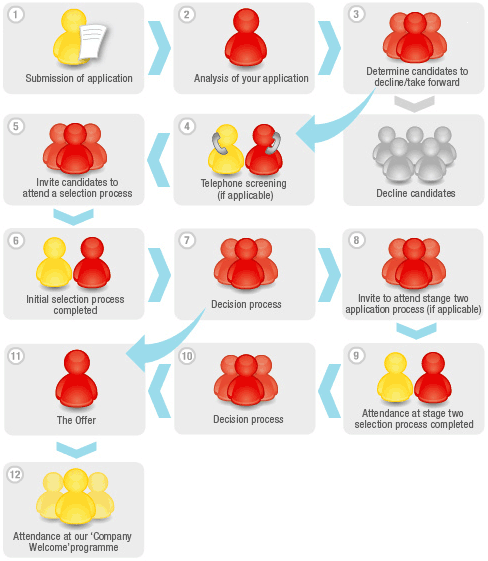 1
Submission of application
2
Analysis of your application
3
Determine candidates to
decline/take forward
5
Invite candidates to
attend a selection process
4
Telephone screening
(if applicable)
Decline candidates
6
Initial selection process
completed
7
Decision process
8
Invite to attend stange two
application process (if applicable)
11
The Offer
10
Decision process
9
Attendance at stage two
selection process completed
12
Attendance at our ‘Company
Welcome’programme